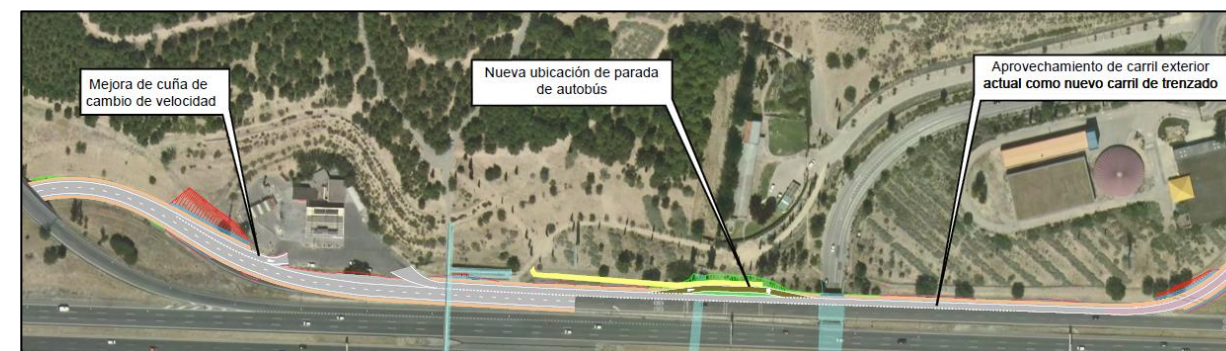 Mejora de cuña de
cambio de velocidad
Nueva ubicación de parada
de autobús
Aprovechamiento de carril exterior
actual como nuevo carril de trenzado